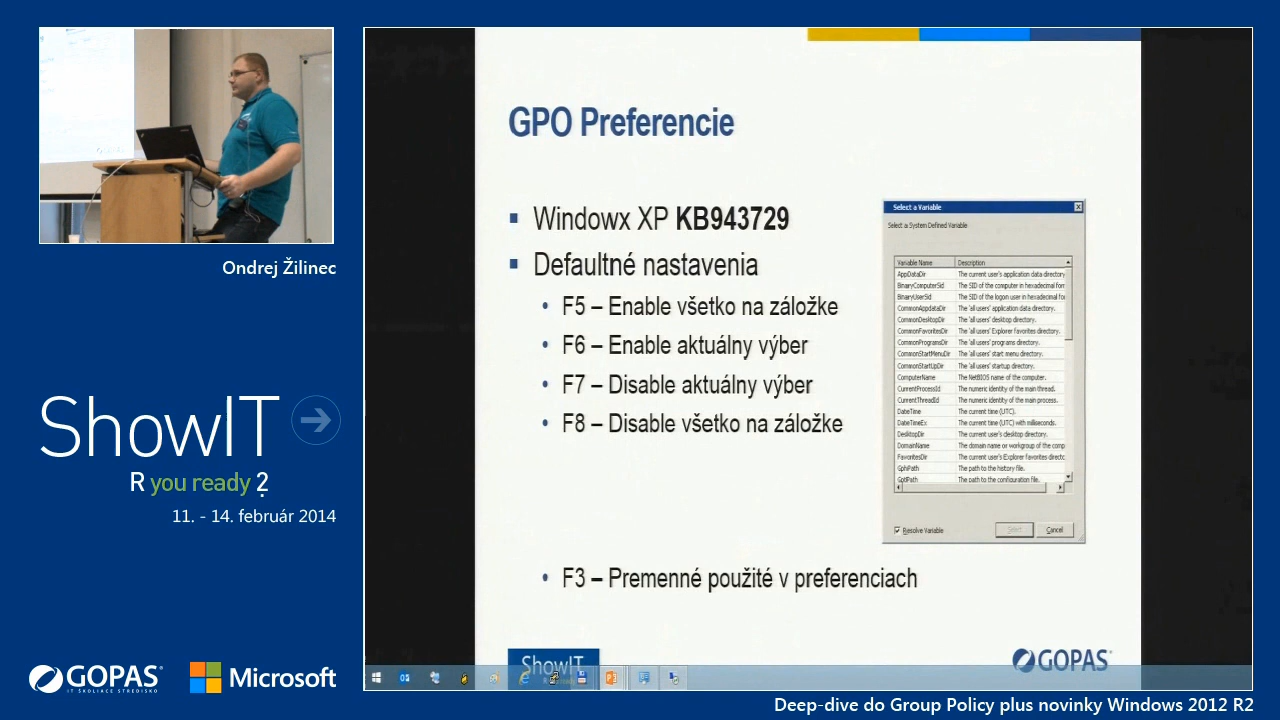 Ondrej Žilinec
ShowIT
R you ready 2
11. - 14. február 2014
GOPAS
IT ŠKOLIACE STREDISKO
Microsoft
GPO Preferencie
Windowx XP KB943729
Defaultné nastavenia
F5 – Enable všetko na záložke
F6 – Enable aktuálny výber
F7 – Disable aktuálny výber
F8 – Disable všetko na záložke
F3 – Premenné použité v preferenciach
Select a Variable
Select a System Defined Variable
Variable Name Description
AppDataDir The current user's application data directory
BinaryComputerSid The SID of the computer in hexadecimal for
BinaryUserSid The SID of the logon user in hexadecimal fo
CommonAppdataDir The 'all users' application data directory.
CommonDesktopDir The 'all users' desktop directory.
CommonFavoritesDir The 'all users' Explorer favorites directory.
CommonProgramsDir The 'all users' programs directory.
CommonStartMenuDir The 'all users' start menu directory.
CommonStartUpDir The 'all users' startup directory.
ComputerName The NetBIOS name of the computer.
CurrentProcessId The numeric identity of the main thread.
CurrentThreadId The numeric identity of the main process.
DateTime The current time (UTC).
DateTimeEx The current time (UTC) with milliseconds.
DesktopDir The current user's desktop directory.
DomainName The domain name or workgroup of the comp
FavoritesDir The current user's Explorer favorites directo
GphPath The path to the history file.
GptPath The path to the configuration file.
Resolve Variable Select Cancel
ShowIT
GOPAS
Deep-dive do Group Policy plus novinky Windows 2012 R2